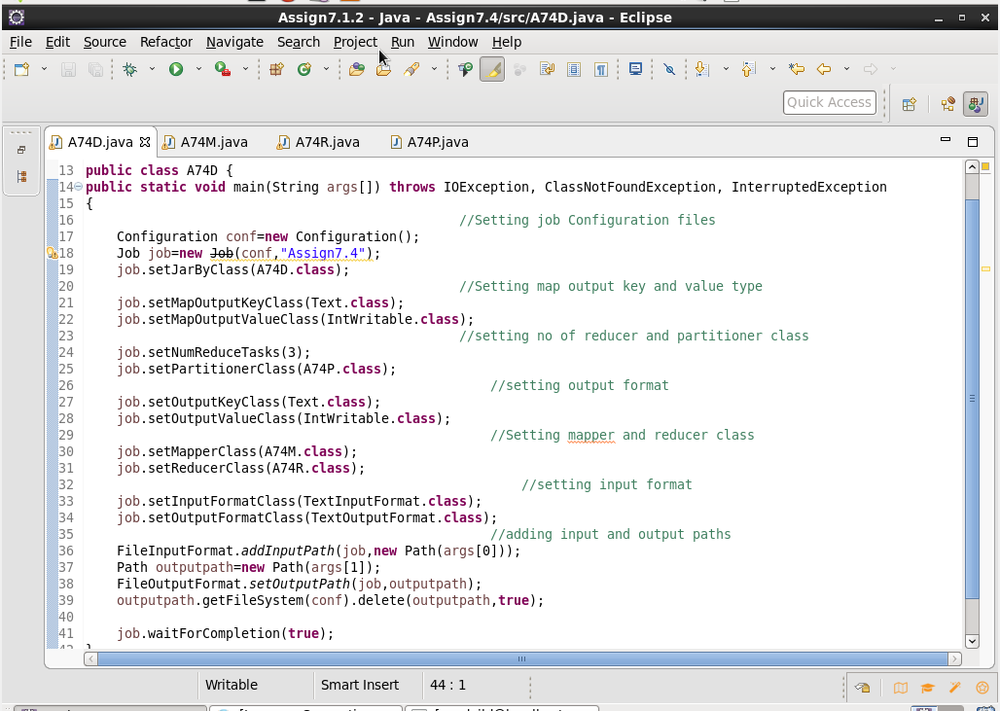 Assign7.1.2 - Java - Assign7.4/src/A74D.java - Eclipse
File Edit Source Refactor Navigate Search Project Run Window Help
Quick Access
A74D.java A74M.java A74R.java A74P.java
13 public class A74D {
14 public static void main(String args[]) throws IOException, ClassNotFoundException, InterruptedException
15 {
16 //Setting job Configuration files
17 Configuration conf=new Configuration();
18 Job job=new Job(conf,"Assign7.4");
19 job.setJarByClass(A74D.class);
20 //Setting map output key and value type
21 job.setMapOutputKeyClass(Text.class);
22 job.setMapOutputValueClass(IntWritable.class);
23 //setting no of reducer and partitioner class
24 job.setNumReduceTasks(3);
25 job.setPartitionerClass(A74P.class);
26 //setting output format
27 job.setOutputKeyClass(Text.class);
28 job.setOutputValueClass(IntWritable.class);
29 //Setting mapper and reducer class
30 job.setMapperClass(A74M.class);
31 job.setReducerClass(A74R.class);
32 //setting input format
33 job.setInputFormatClass(TextInputFormat.class);
34 job.setOutputFormatClass(TextOutputFormat.class);
35 //adding input and output paths
36 FileInputFormat.addInputPath(job,new Path(args[0]));
37 Path outputpath=new Path(args[1]);
38 FileOutputFormat.setOutputPath(job,outputpath);
39 outputpath.getFileSystem(conf).delete(outputpath,true);
40
41 job.waitForCompletion(true);
Writable Smart Insert 44 : 1